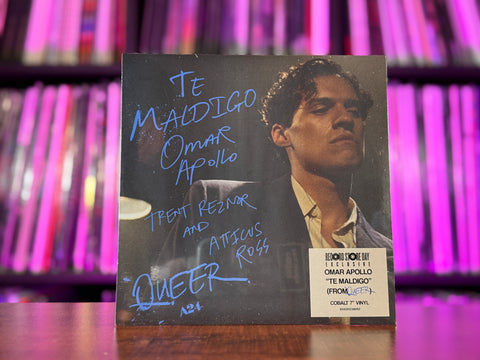 TE
MALDIGO
OMAR
APOLLO
TRENT REZNOR
AND
ATTICUS
ROSS
QUEER
A24
RECORD STORE DAY
EXCLUSIVE
OMAR APOLLO
"TE MALDIGO"
(FROM QUEER)
COBALT 7" VINYL